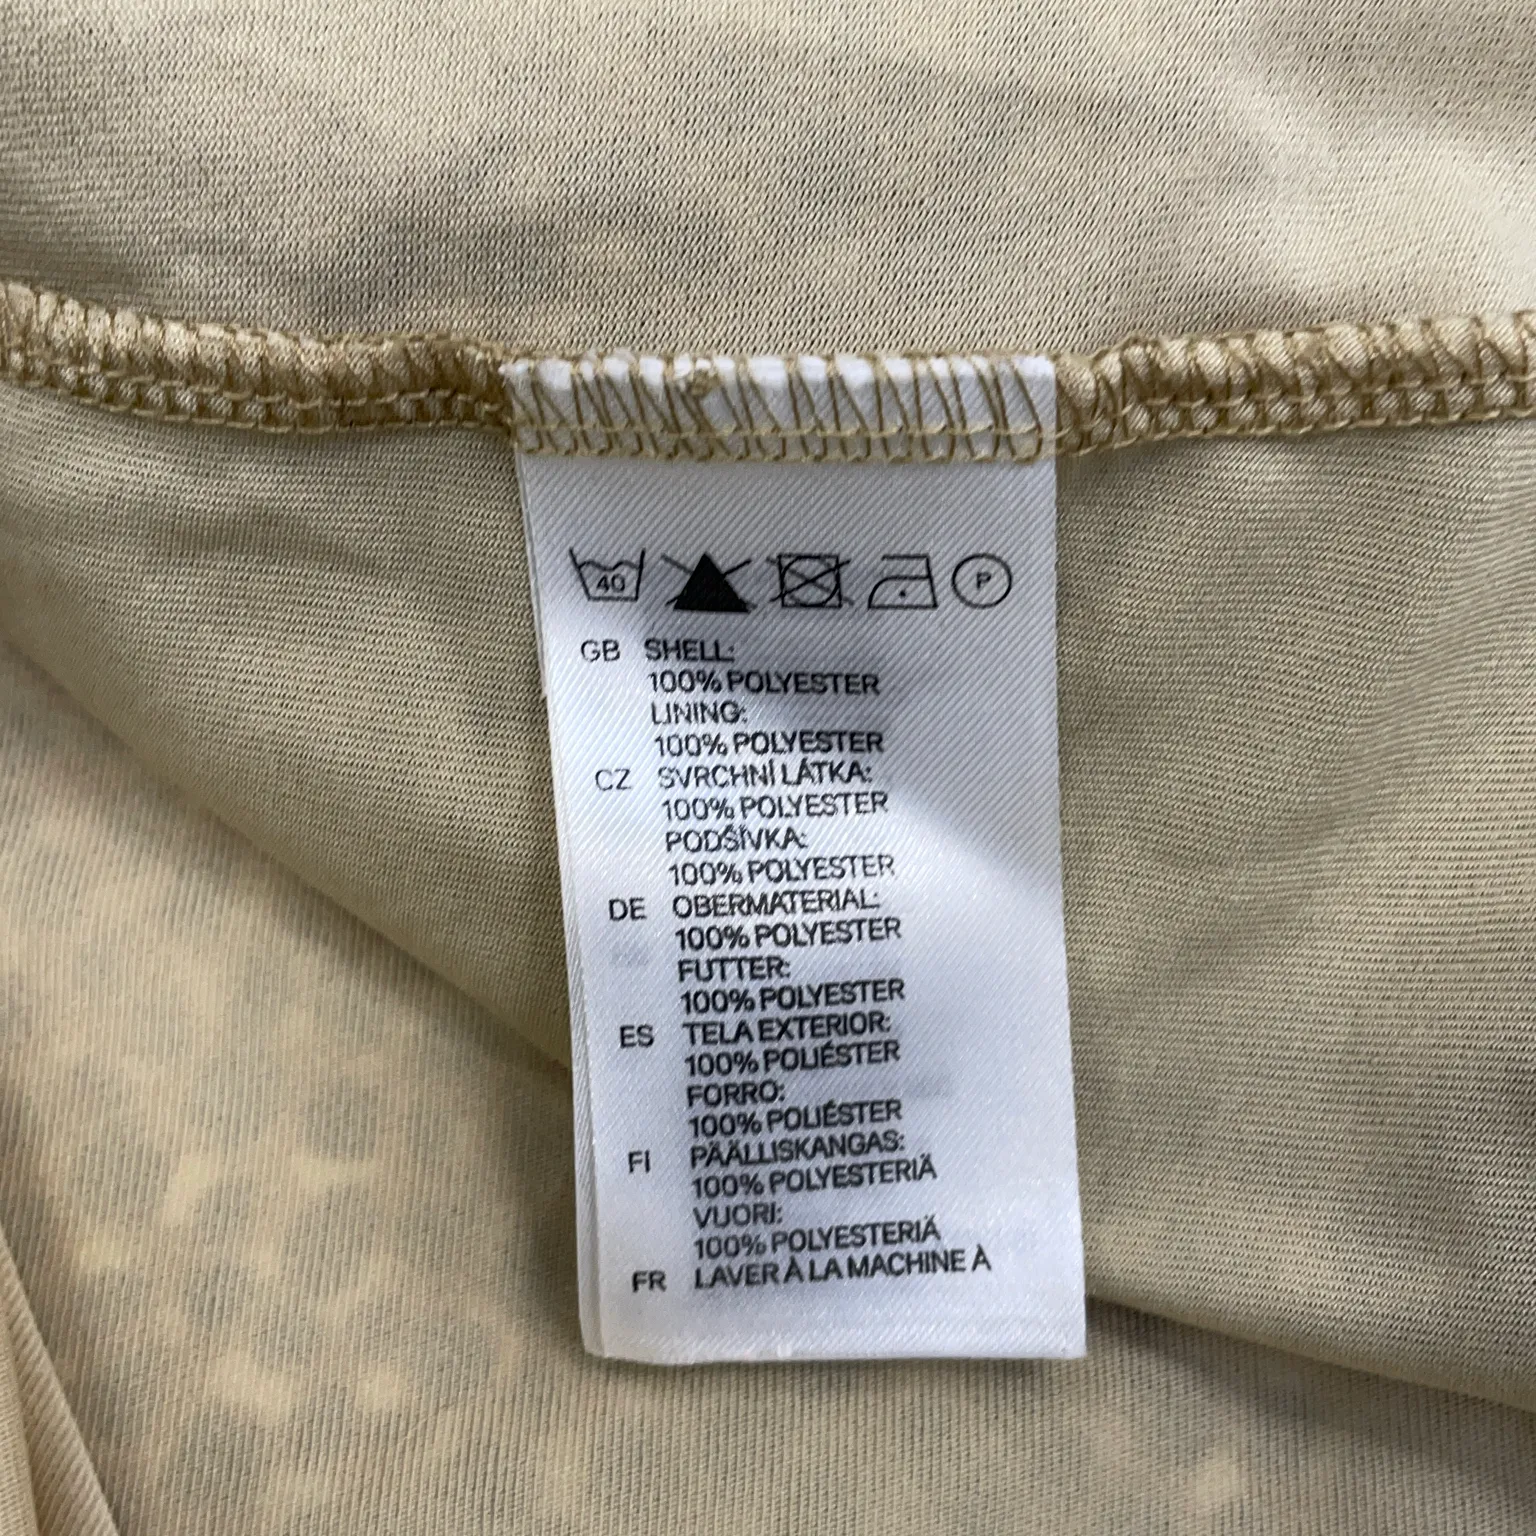 40 P
GB SHELL:
100% POLYESTER
LINING:
100% POLYESTER
CZ SVRCHNÍ LÁTKA:
100% POLYESTER
PODŠÍVKA:
100% POLYESTER
DE OBERMATERIAL:
100% POLYESTER
FUTTER:
100% POLYESTER
ES TELA EXTERIOR:
100% POLIÉSTER
FORRO:
100% POLIÉSTER
FI PÄÄLLISKANGAS:
100% POLYESTERIÄ
VUORI:
100% POLYESTERIÄ
FR LAVER À LA MACHINE À